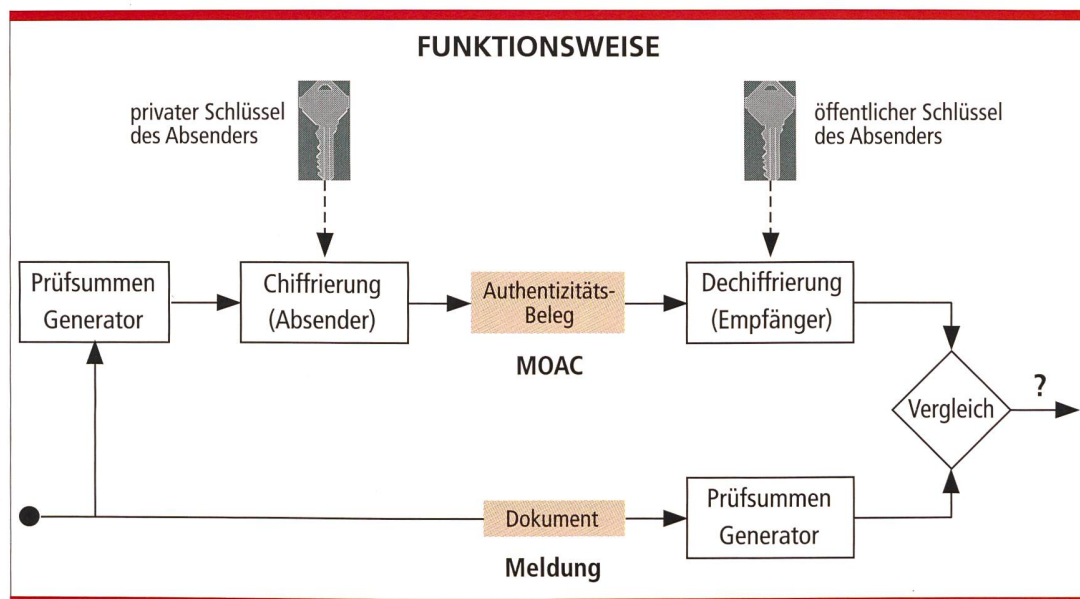 FUNKTIONSWEISE
privater Schlüssel
des Absenders
öffentlicher Schlüssel
des Absenders
Prüfsummen
Generator
Chiffrierung
(Absender)
Authentizitäts-
Beleg
MOAC
Dechiffrierung
(Empfänger)
Vergleich
?
Dokument
Meldung
Prüfsummen
Generator